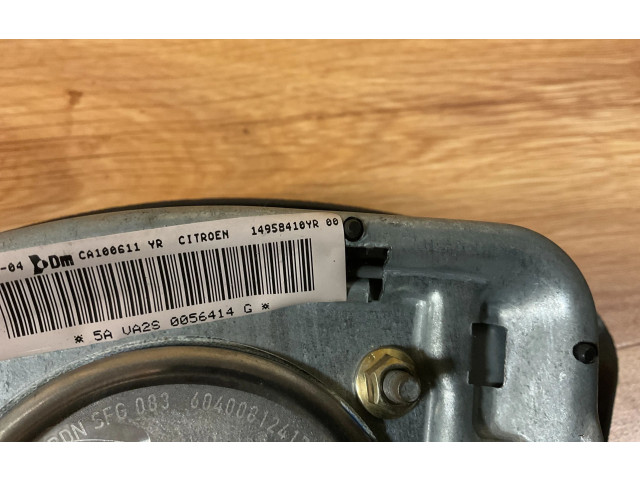 -04 Dm CA100611 YR CITROEN 14958410YR 00
* 5A VA2S 0056414 G *
SFG 083 604008124